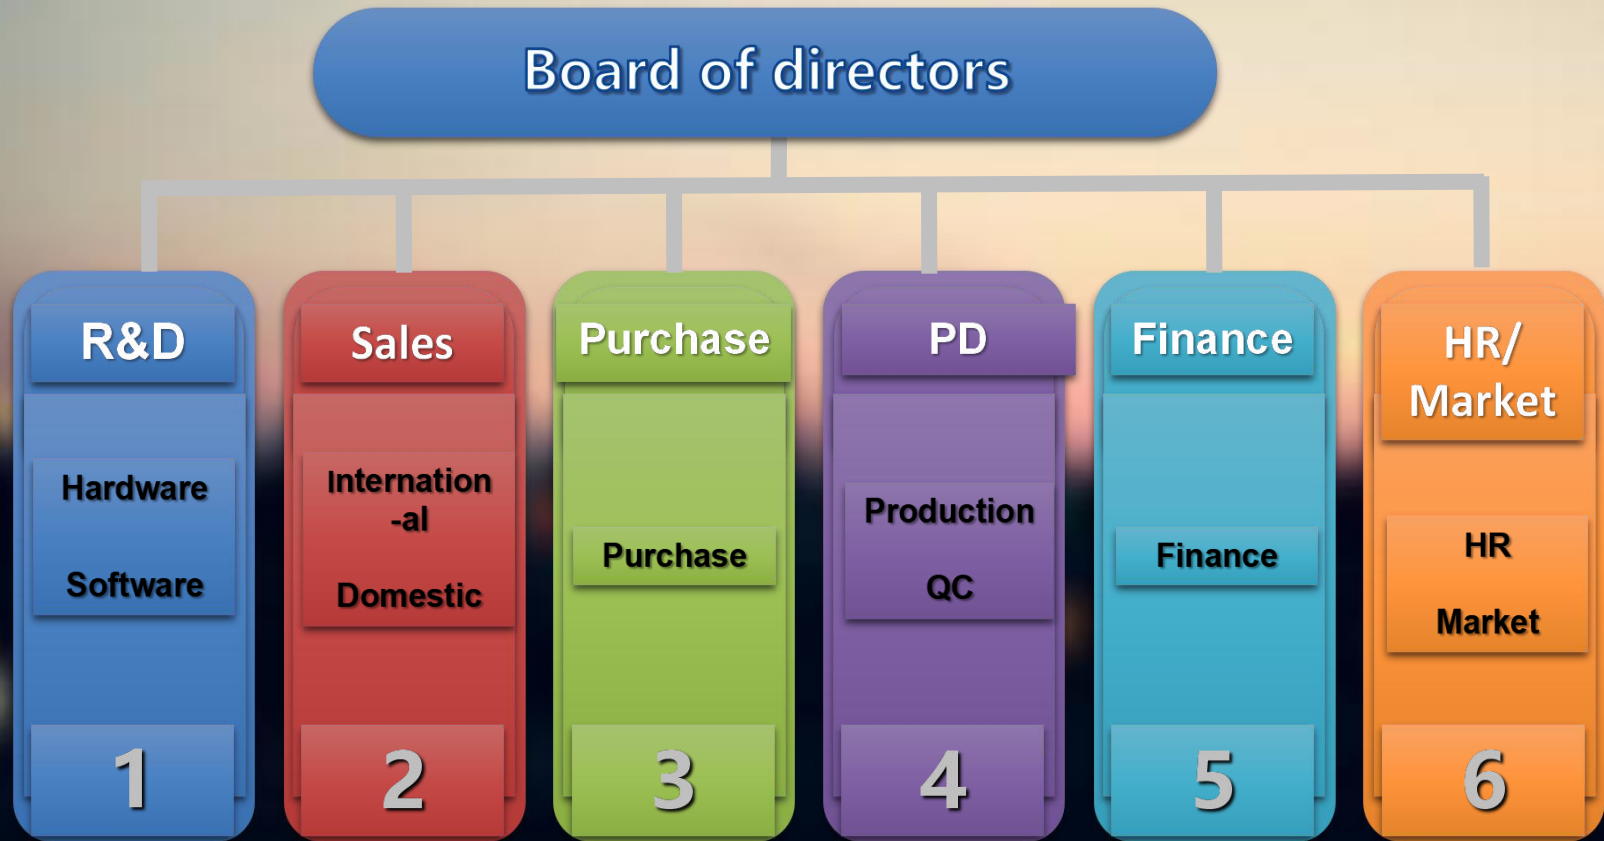 Board of directors
R&D
Hardware
Software
1
Sales
Internation
-al
Domestic
2
Purchase
Purchase
3
PD
Production
QC
4
Finance
Finance
5
HR/
Market
HR
Market
6